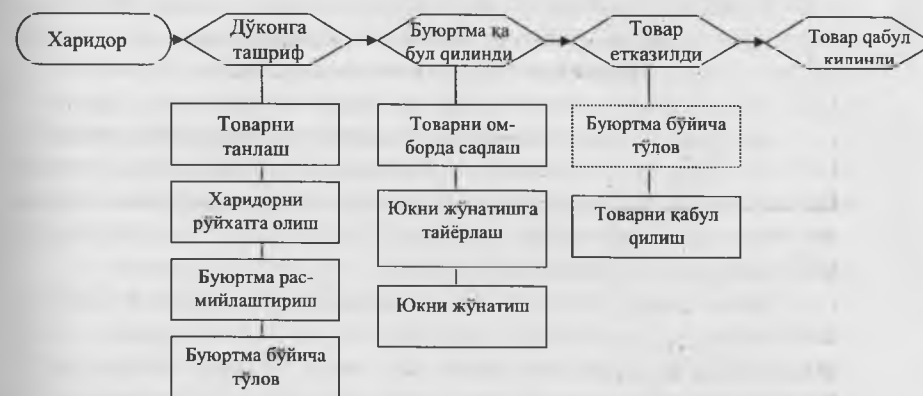 Харидор
Дўконга
ташриф
Буюртма қа
бул қилинди
Товар
етказилди
Товар қабул
қилинди
Товарни
танлаш
Харидорни
рўйхатга олиш
Буюртма рас-
мийлаштириш
Буюртма бўйича
тўлов
Товарни ом-
борда сақлаш
Юкни жўнатишга
тайёрлаш
Юкни жўнатиш
Буюртма бўйича
тўлов
Товарни қабул
қилиш